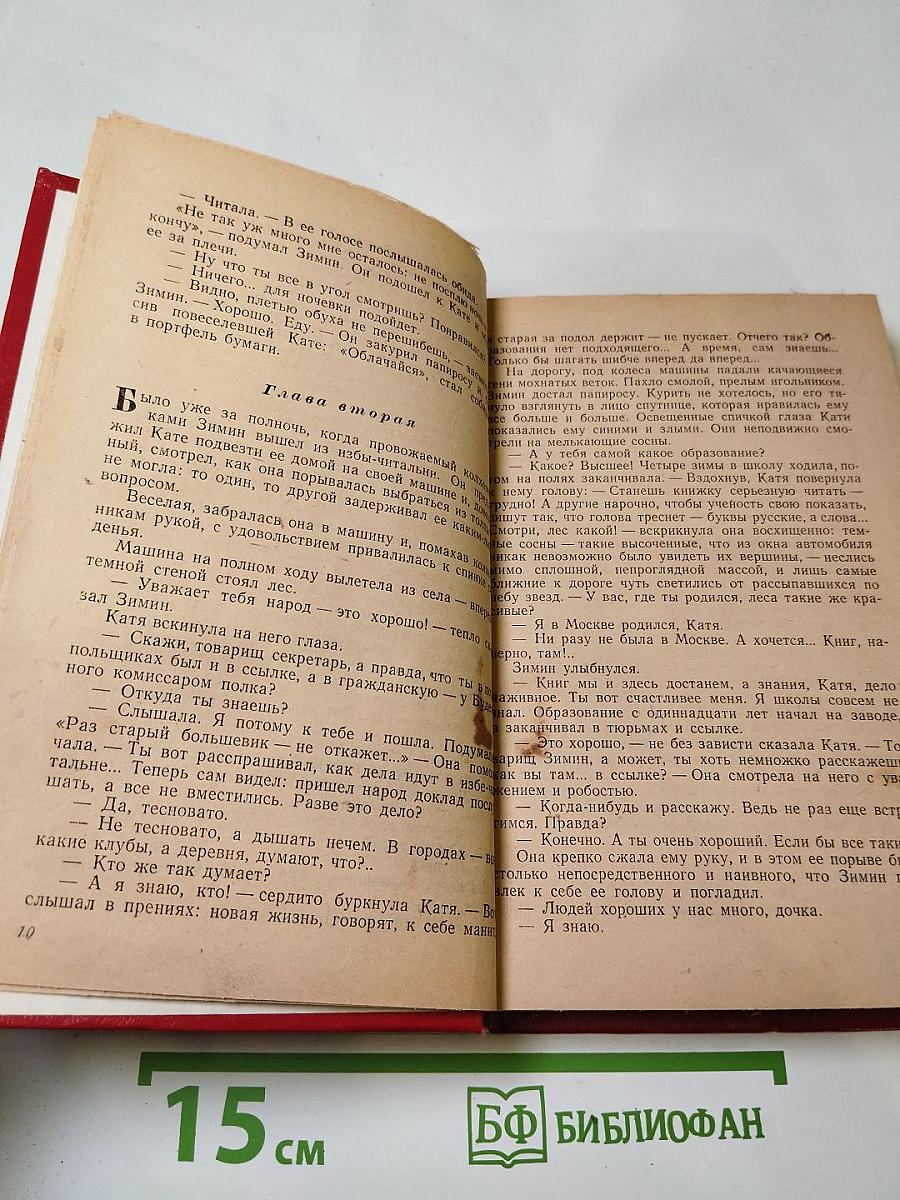 — Читала. — В ее голосе послышалась обида.
«Не так уж много мне осталось: не посплю
кончу», — подумал Зимин. Он подошел к Кате и
ее за плечи.
— Ну что ты все в угол смотришь? Понравилось
— Ничего... для ночевки подойдет.
— Видно, плетью обуха не перешибешь, —
Зимин. — Хорошо. Еду. — Он закурил папиросу и
сив повеселевшей Кате: «Облачайся», стал
в портфель бумаги.
Глава вторая
Было уже за полночь, когда провожаемый
ками Зимин вышел из избы-читальни. Он
жил Кате подвезти ее домой на своей машине и,
ный, смотрел, как она порывалась выбраться из
не могла: то один, то другой задерживал ее
вопросом.
Веселая, забралась она в машину и, помахав
никам рукой, с удовольствием привалилась к спинке
денья.
Машина на полном ходу вылетела из села —
темной стеной стоял лес.
— Уважает тебя народ — это хорошо! — тепло
зал Зимин.
Катя вскинула на него глаза.
— Скажи, товарищ секретарь, а правда, что ты в
польщиках был и в ссылке, а в гражданскую — у
ного комиссаром полка?
— Откуда ты знаешь?
— Слышала. Я потому к тебе и пошла.
«Раз старый большевик — не откажет...» — Она
чала. — Ты вот расспрашивал, как дела идут в
тальне... Теперь сам видел: пришел народ доклад
шать, а все не вместились. Разве это дело?
— Да, тесновато.
— Не тесновато, а дышать нечем. В городах —
какие клубы, а деревня, думают, что?..
— Кто же так думает?
— А я знаю, кто! — сердито буркнула Катя. —
слышал в прениях: новая жизнь, говорят, к себе манит,
10
а старая за подол держит — не пускает. Отчего так? Об-
разования нет подходящего... А время, сам знаешь...
Только бы шагать шибче вперед да вперед...
На дорогу, под колеса машины падали качающиеся
тени мохнатых веток. Пахло смолой, прелым игольником.
Зимин достал папиросу. Курить не хотелось, но его тя-
нуло взглянуть в лицо спутнице, которая нравилась ему
все больше и больше. Освещенные спичкой глаза Кати
показались ему синими и злыми. Они неподвижно смо-
трели на мелькающие сосны.
— А у тебя самой какое образование?
— Какое? Высшее! Четыре зимы в школу ходила, по-
том на полях заканчивала. — Вздохнув, Катя повернула
к нему голову: — Станешь книжку серьезную читать —
трудно! А другие нарочно, чтобы ученость свою показать,
пишут так, что голова треснет — буквы русские, а слова...
Смотри, лес какой! — вскрикнула она восхищенно: тем-
ные сосны — такие высоченные, что из окна автомобиля
никак невозможно было увидеть их вершины, — неслись
мимо сплошной, непроглядной массой, и лишь самые
ближние к дороге чуть светились от рассыпавшихся по
небу звезд. — У вас, где ты родился, леса такие же кра-
сивые?
— Я в Москве родился, Катя.
— Ни разу не была в Москве. А хочется... Книг, на-
верно, там!..
Зимин улыбнулся.
— Книг мы и здесь достанем, а знания, Катя, дело
наживное. Ты вот счастливее меня. Я школы совсем не
знал. Образование с одиннадцати лет начал на заводе,
а заканчивал в тюрьмах и ссылке.
— Это хорошо, — не без зависти сказала Катя. — То-
варищ Зимин, а может, ты хоть немножко расскажешь,
как вы там... в ссылке? — Она смотрела на него с ува-
жением и робостью.
— Когда-нибудь и расскажу. Ведь не раз еще встре-
тимся. Правда?
— Конечно. А ты очень хороший. Если бы все такие
Она крепко сжала ему руку, и в этом ее порыве
столько непосредственного и наивного, что Зимин
влек к себе ее голову и погладил.
— Людей хороших у нас много, дочка.
— Я знаю.
15 см
БФ БИБЛИОФАН